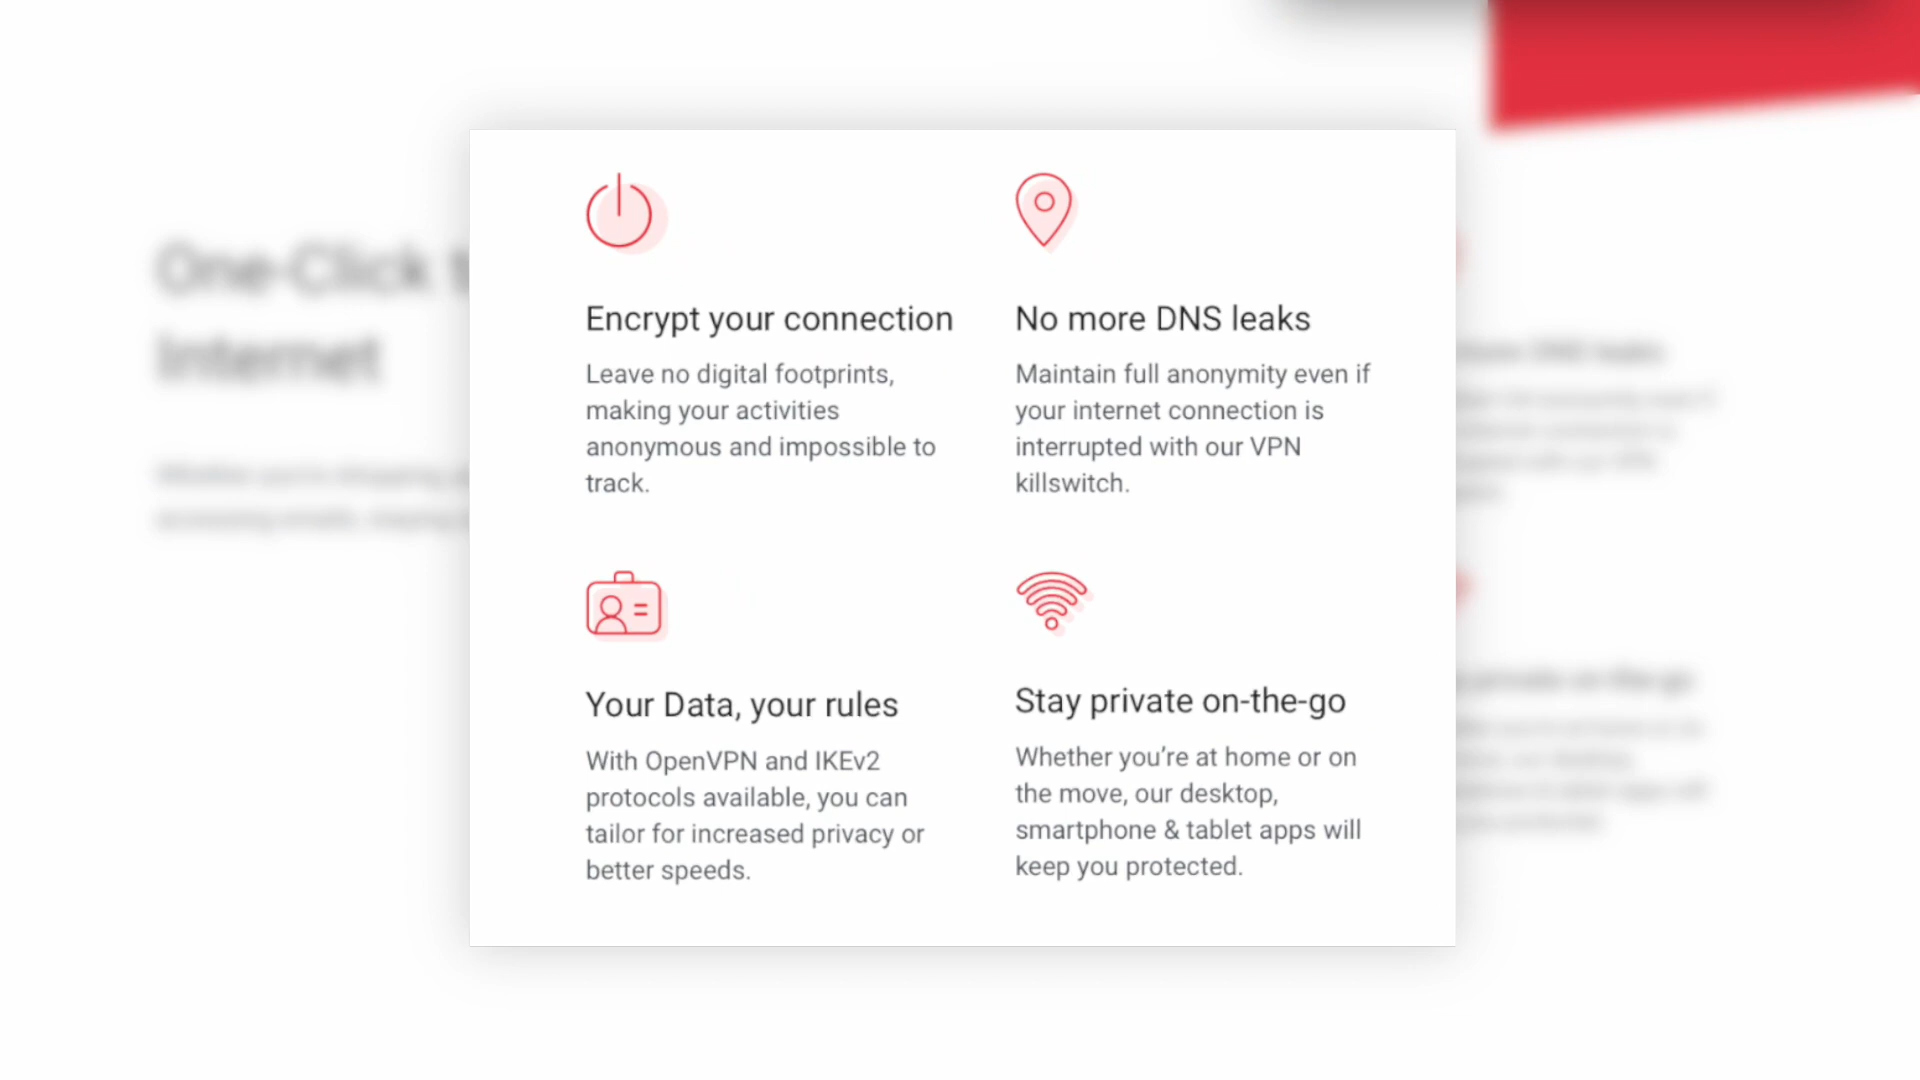 Encrypt your connection
Leave no digital footprints,
making your activities
anonymous and impossible to
track.
No more DNS leaks
Maintain full anonymity even if
your internet connection is
interrupted with our VPN
killswitch.
Your Data, your rules
With OpenVPN and IKEv2
protocols available, you can
tailor for increased privacy or
better speeds.
Stay private on-the-go
Whether you’re at home or on
the move, our desktop,
smartphone & tablet apps will
keep you protected.
One-Click
Internet